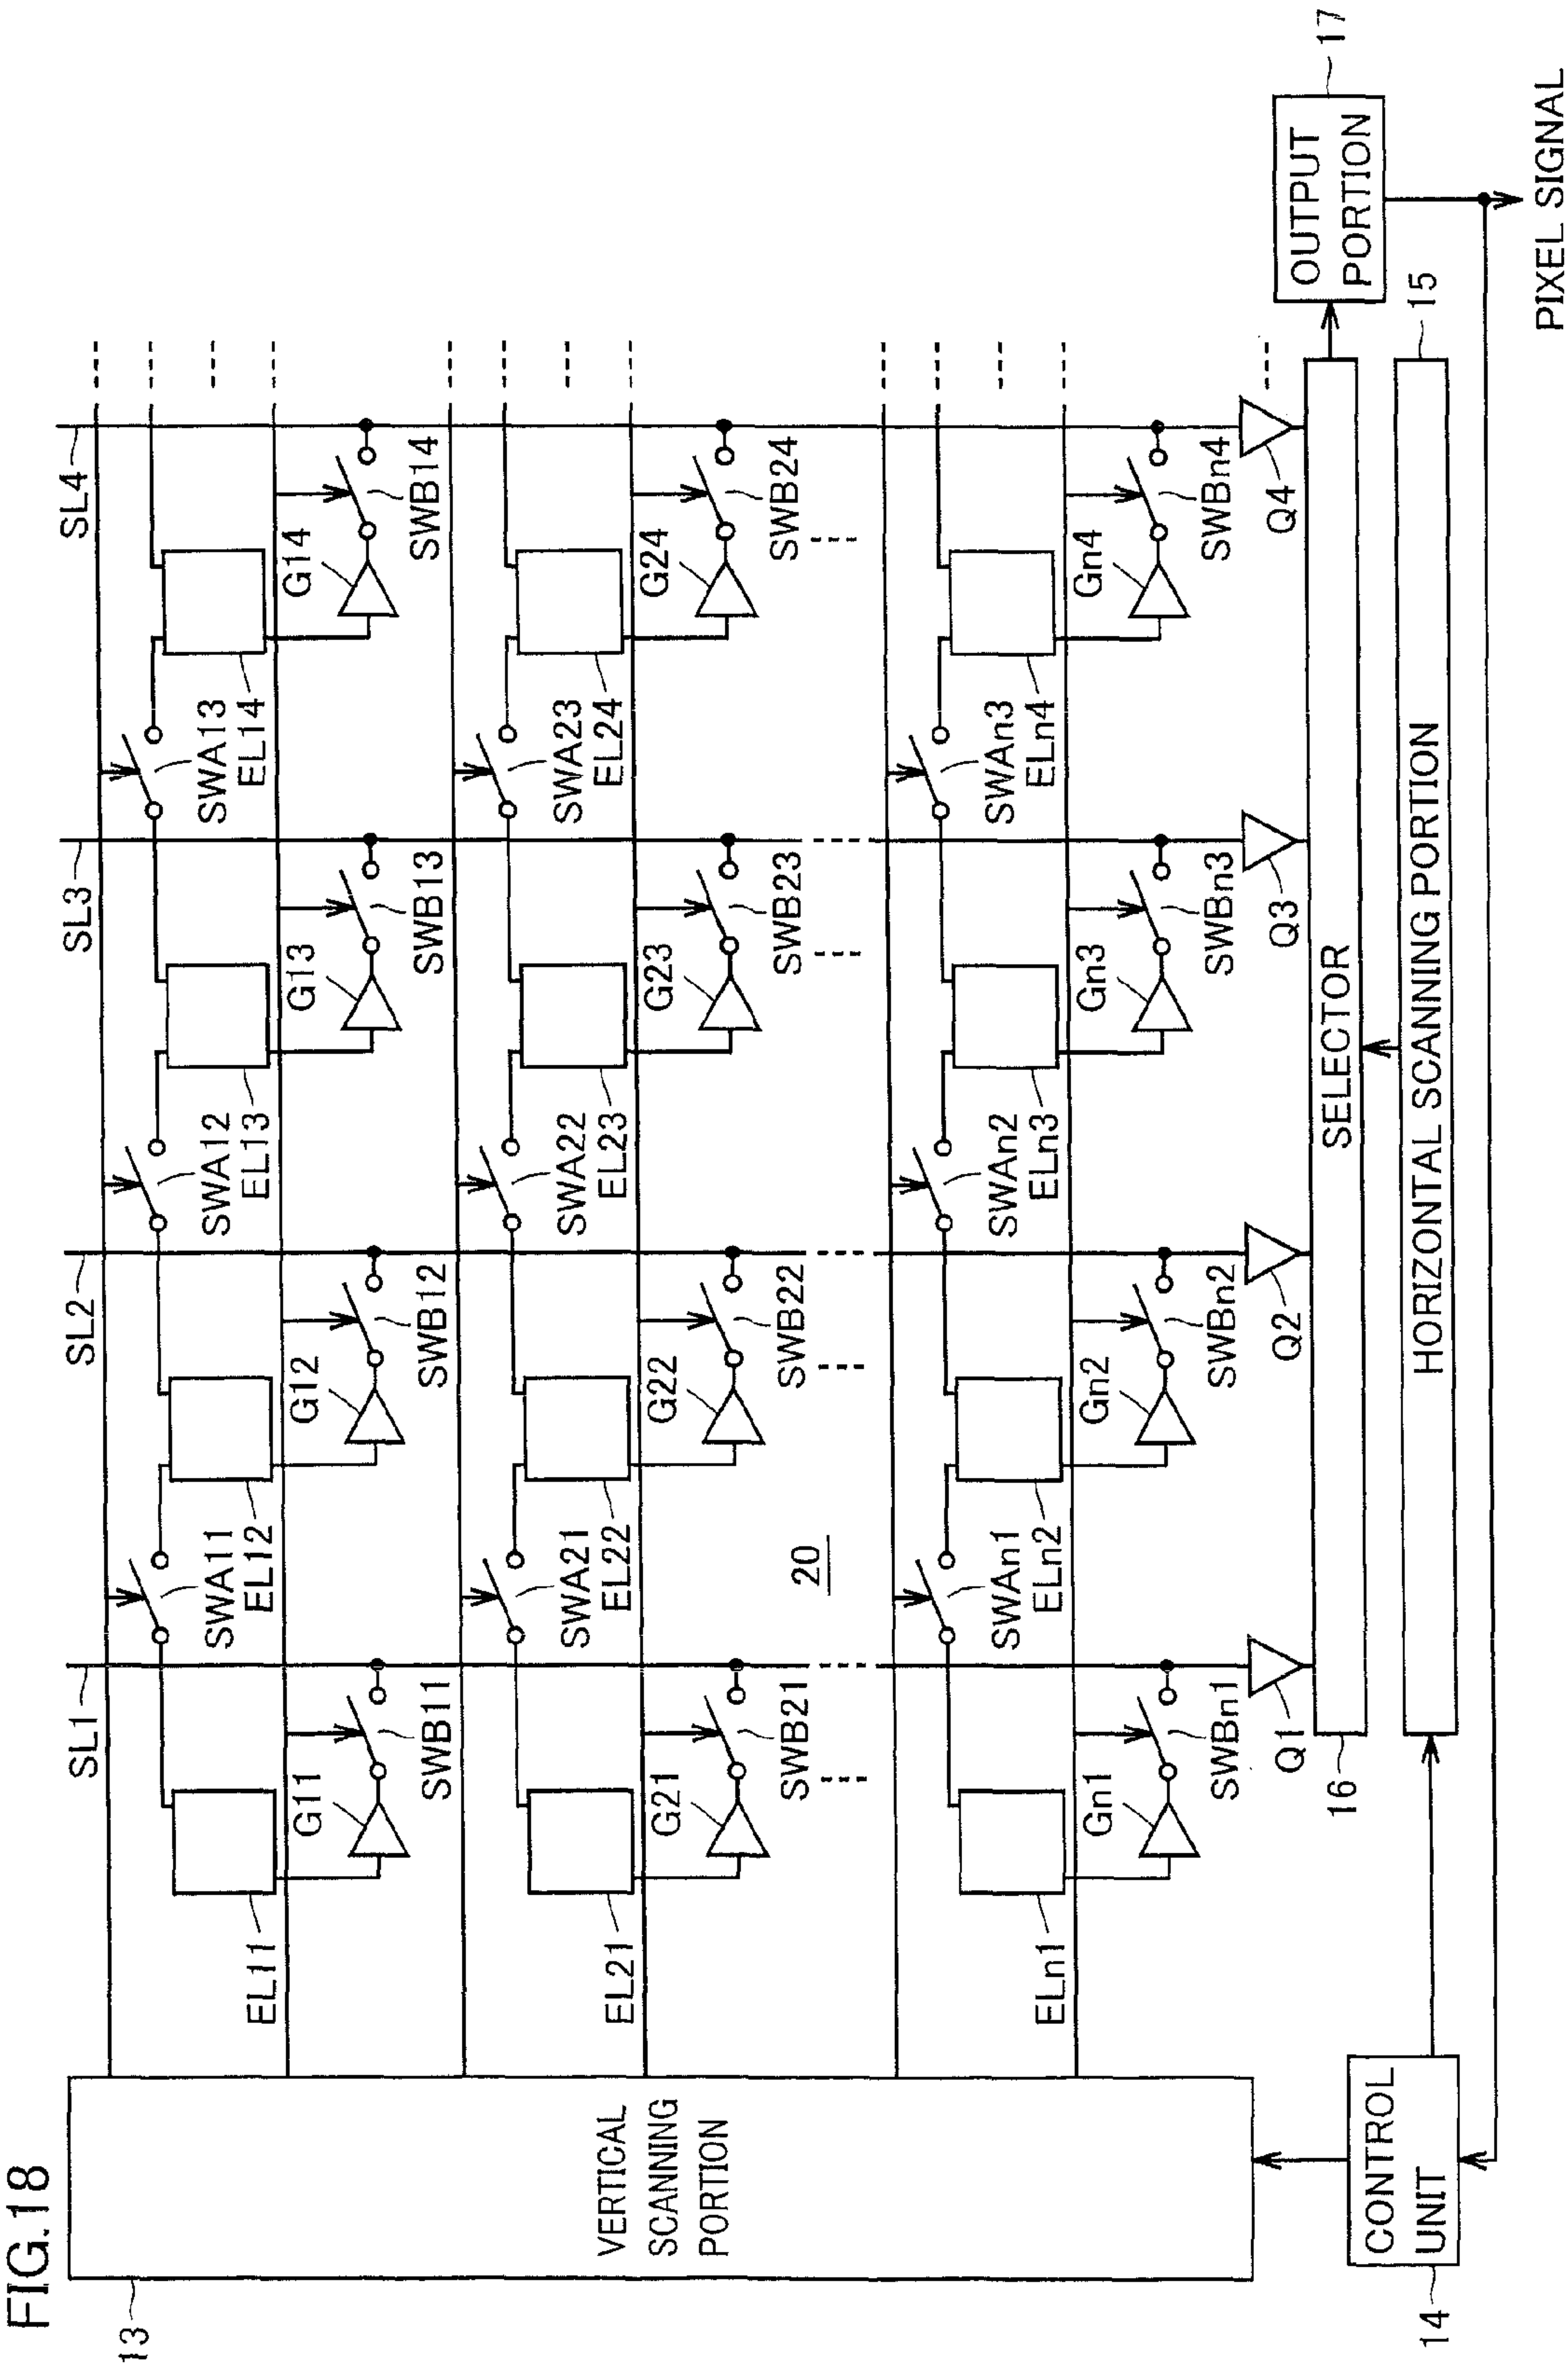 FIG.18
SL1
SL2
SL3
SL4
SWA11
SWA12
SWA13
EL11
EL12
EL13
EL14
G11
G12
G13
G14
SWB11
SWB12
SWB13
SWB14
SWA21
SWA22
SWA23
EL21
EL22
EL23
EL24
G21
G22
G23
G24
SWB21
SWB22
SWB23
SWB24
20
SWAn1
SWAn2
SWAn3
ELn1
ELn2
ELn3
ELn4
Gn1
Gn2
Gn3
Gn4
SWBn1
SWBn2
SWBn3
SWBn4
Q1
Q2
Q3
Q4
13
VERTICAL
SCANNING
PORTION
16
SELECTOR
OUTPUT
PORTION
17
14
CONTROL
UNIT
HORIZONTAL SCANNING PORTION
15
PIXEL SIGNAL